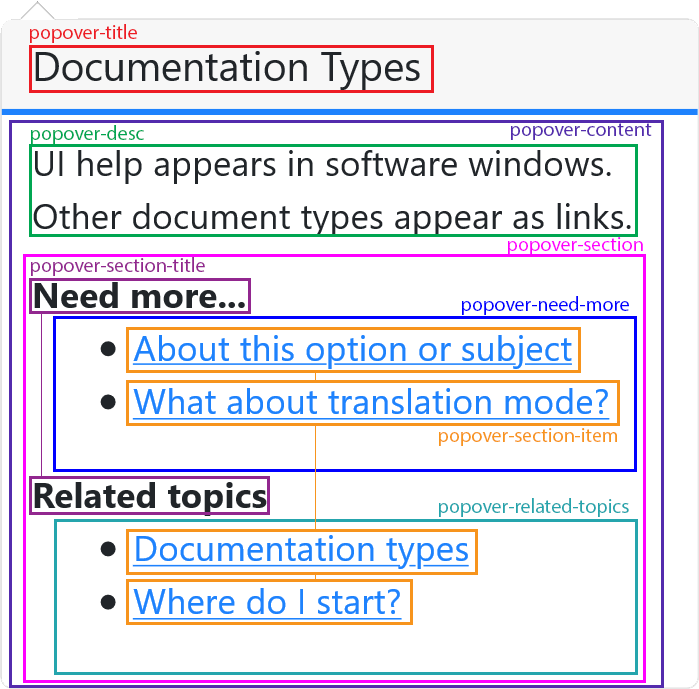 popover-title
Documentation Types
popover-desc
popover-content
UI help appears in software windows.
Other document types appear as links.
popover-section
popover-section-title
Need more...
popover-need-more
• About this option or subject
• What about translation mode?
popover-section-item
Related topics
popover-related-topics
• Documentation types
• Where do I start?